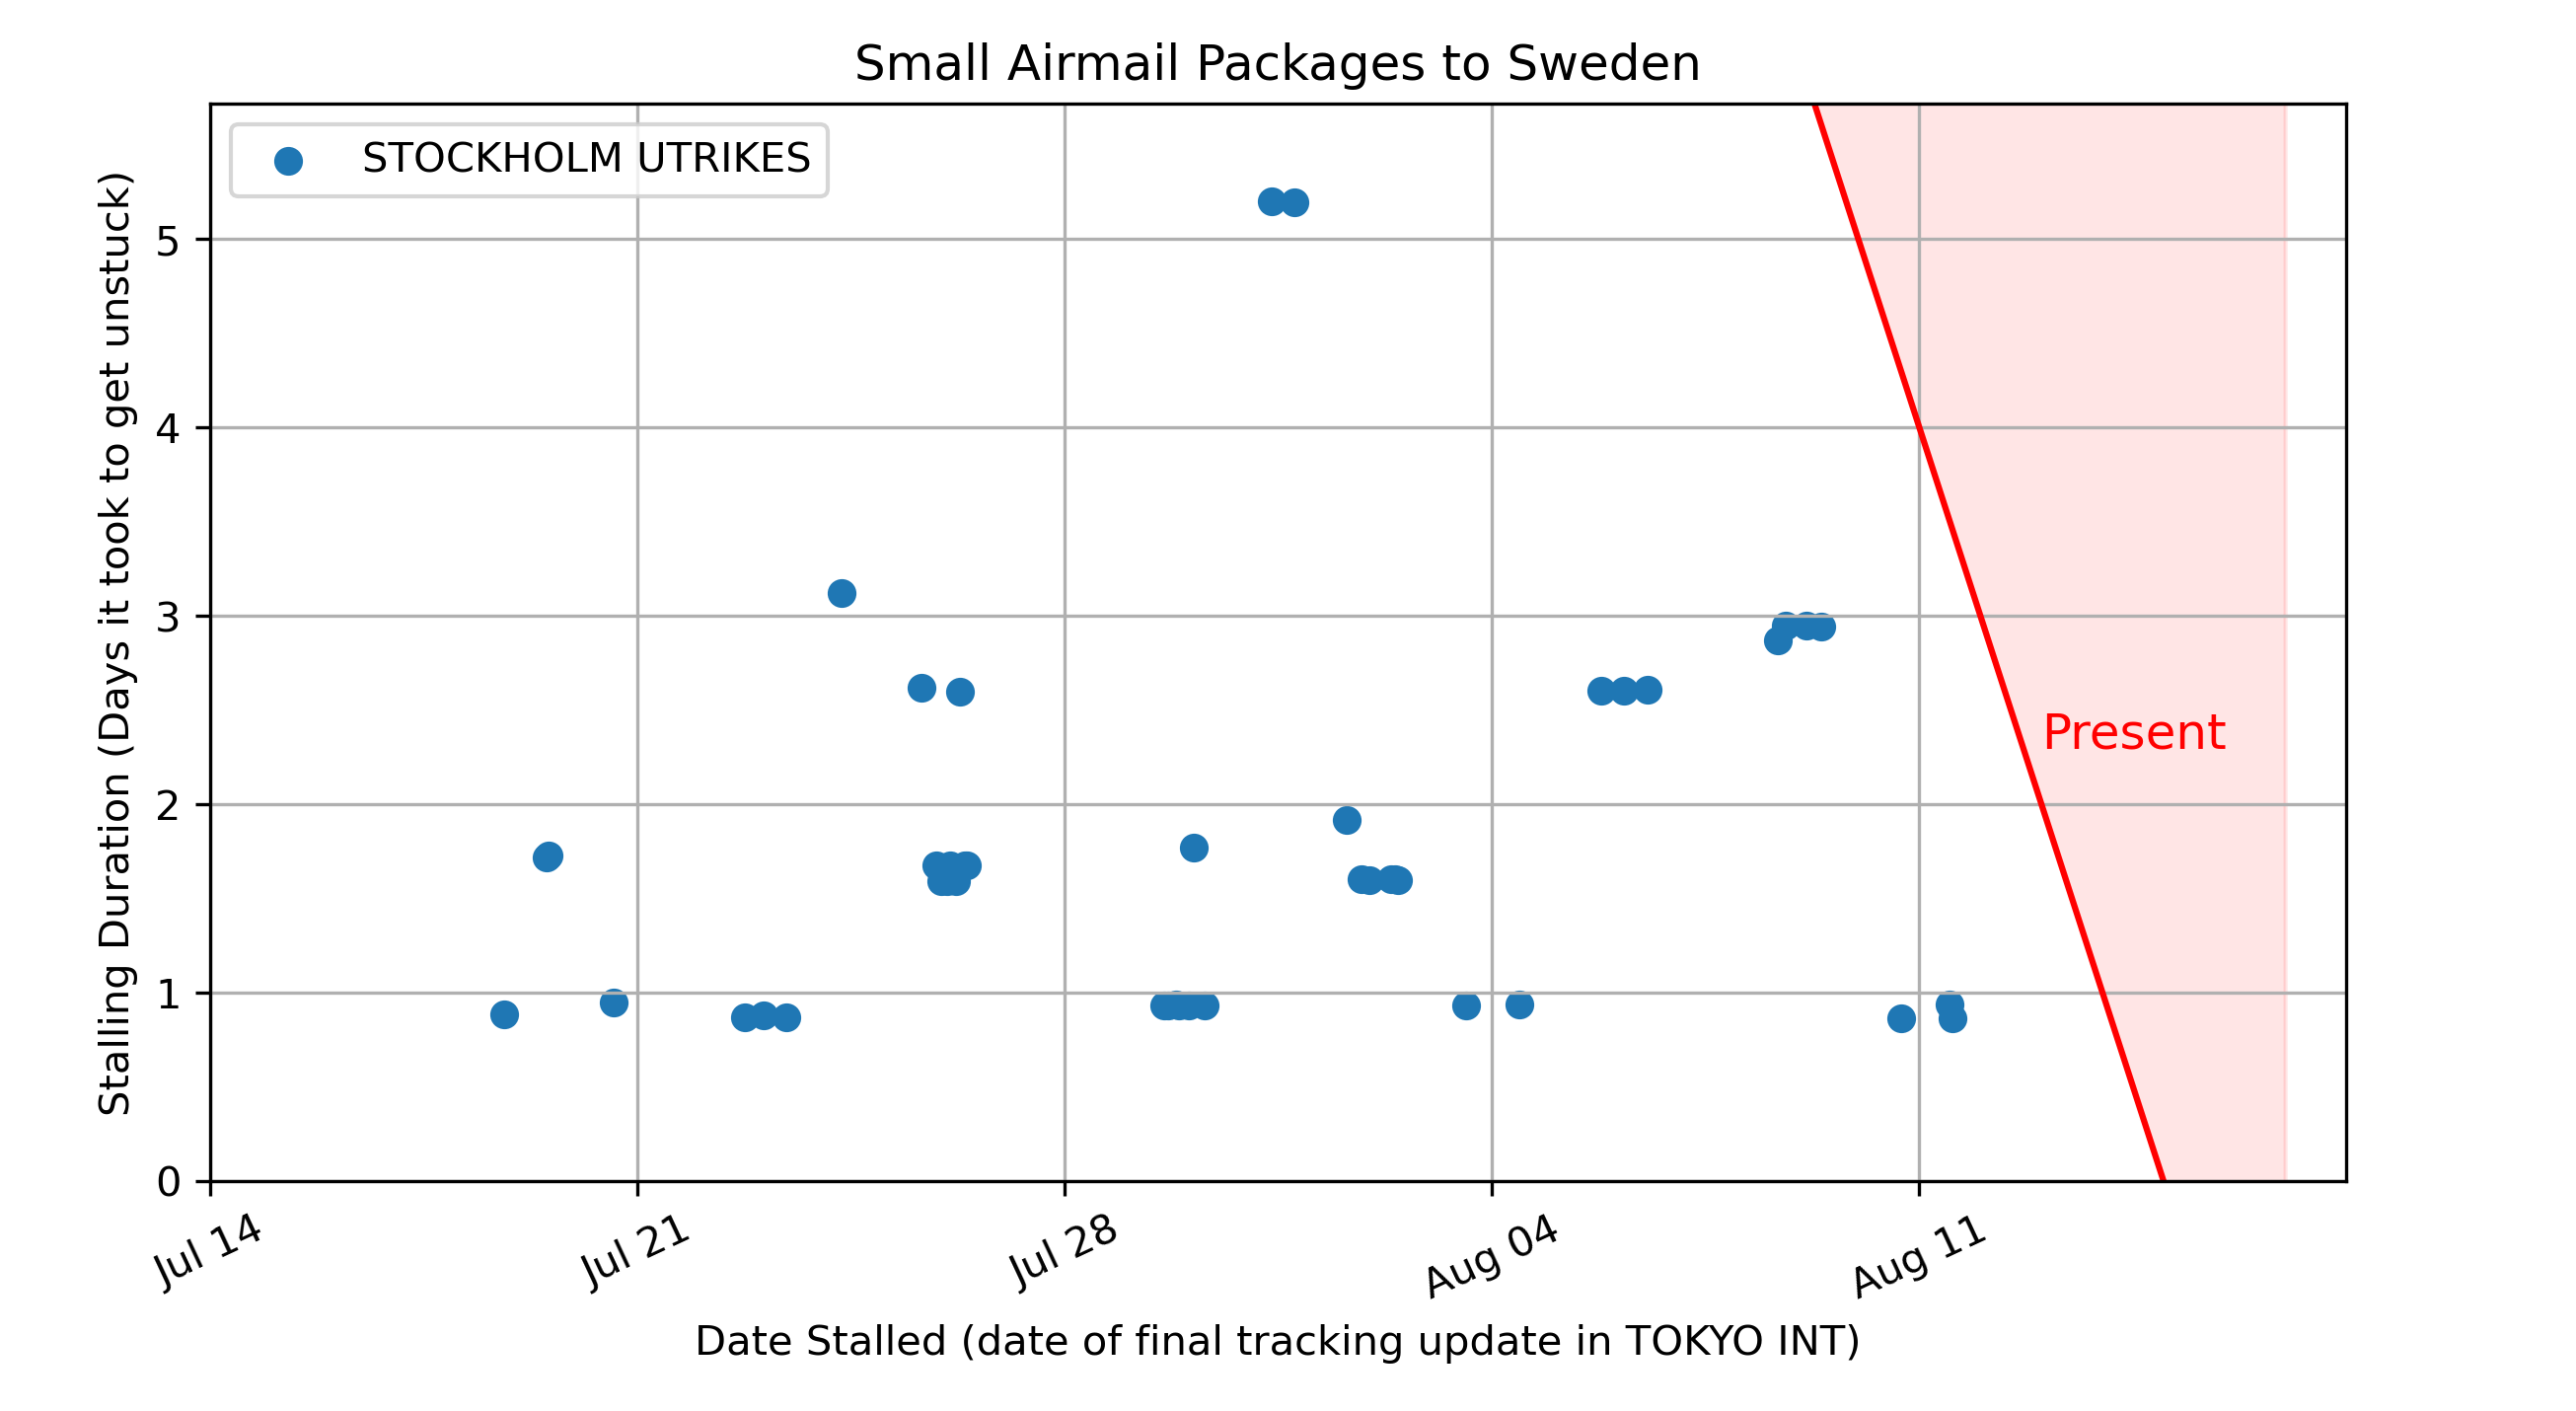 Small Airmail Packages to Sweden
STOCKHOLM UTRIKES
Stalling Duration (Days it took to get unstuck)
5
4
3
2
1
0
Present
Jul 14
Jul 21
Jul 28
Aug 04
Aug 11
Date Stalled (date of final tracking update in TOKYO INT)